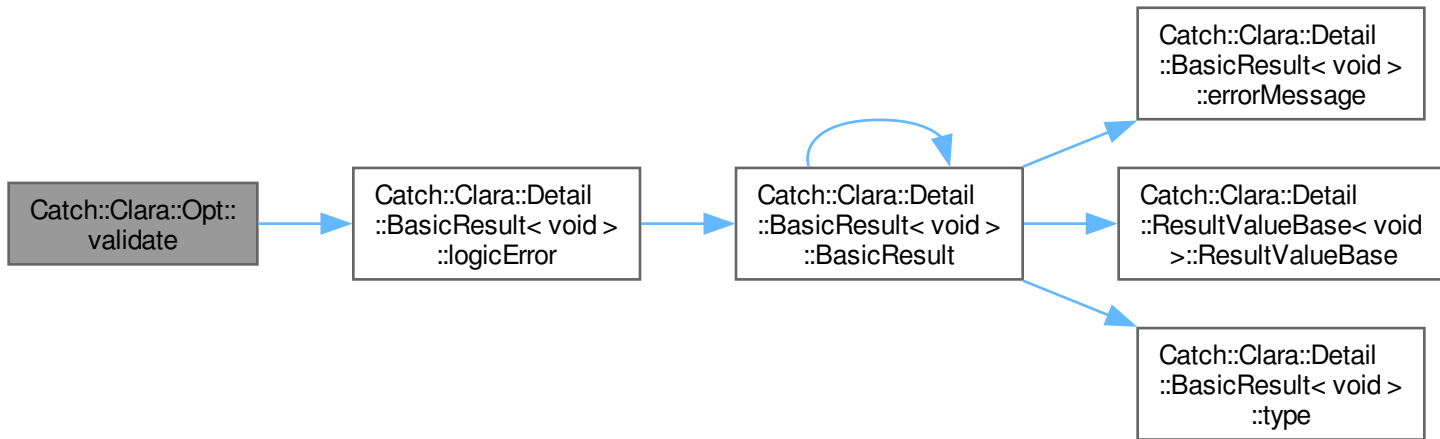 Catch::Clara::Opt::
validate
Catch::Clara::Detail
::BasicResult< void >
::logicError
Catch::Clara::Detail
::BasicResult< void >
::BasicResult
Catch::Clara::Detail
::BasicResult< void >
::errorMessage
Catch::Clara::Detail
::ResultValueBase< void
>::ResultValueBase
Catch::Clara::Detail
::BasicResult< void >
::type